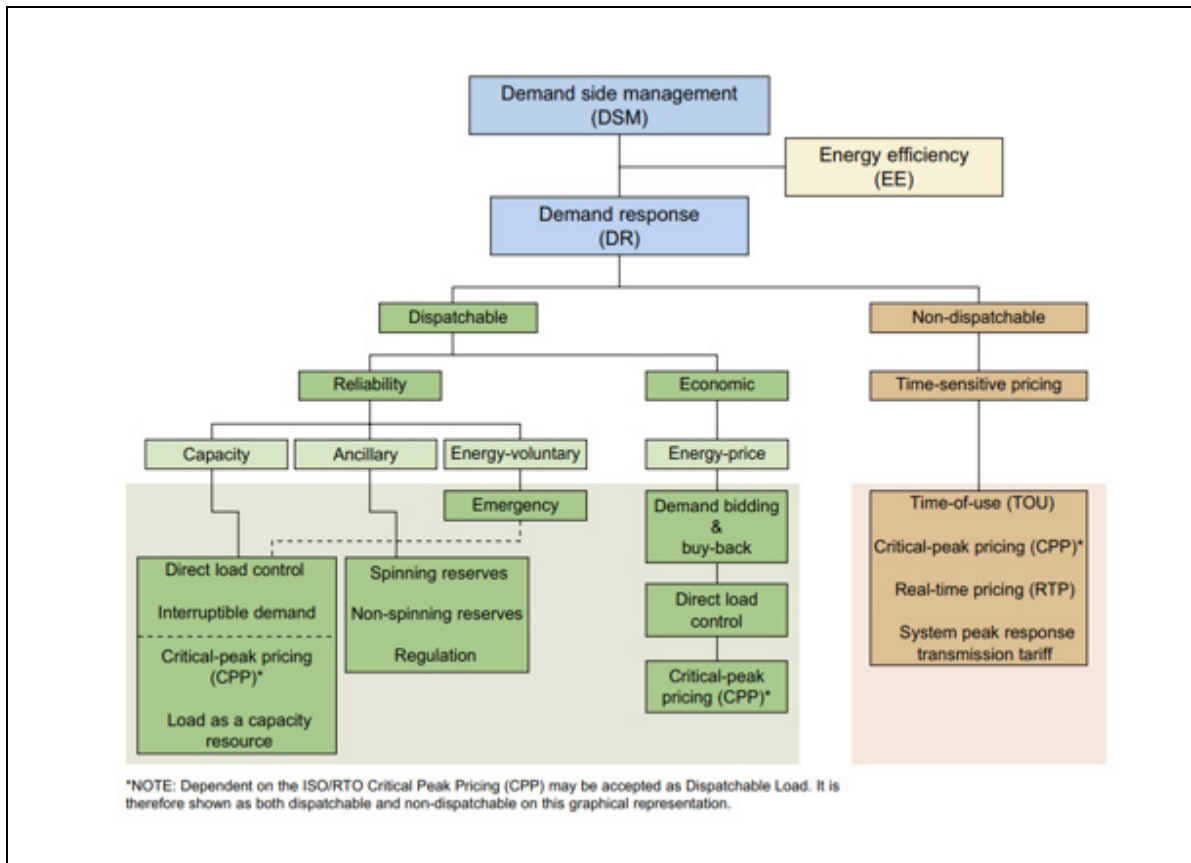 Demand side management
(DSM)
Energy efficiency
(EE)
Demand response
(DR)
Dispatchable
Non-dispatchable
Reliability
Economic
Time-sensitive pricing
Capacity
Ancillary
Energy-voluntary
Energy-price
Emergency
Demand bidding
&
buy-back
Time-of-use (TOU)
Critical-peak pricing (CPP)*
Real-time pricing (RTP)
System peak response
transmission tariff
Direct load control
Interruptible demand
Critical-peak pricing
(CPP)*
Load as a capacity
resource
Spinning reserves
Non-spinning reserves
Regulation
Direct load
control
Critical-peak
pricing (CPP)*
*NOTE: Dependent on the ISO/RTO Critical Peak Pricing (CPP) may be accepted as Dispatchable Load. It is
therefore shown as both dispatchable and non-dispatchable on this graphical representation.